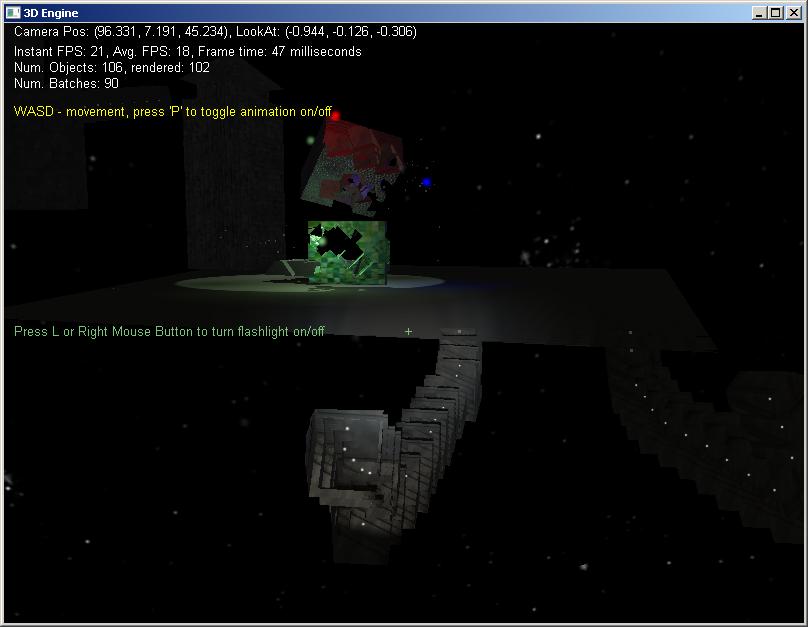 3D Engine
Camera Pos: (96.331, 7.191, 45.234), LookAt: (-0.944, -0.126, -0.306)
Instant FPS: 21, Avg. FPS: 18, Frame time: 47 milliseconds
Num. Objects: 106, rendered: 102
Num. Batches: 90
WASD - movement, press 'P' to toggle animation on/off
Press L or Right Mouse Button to turn flashlight on/off